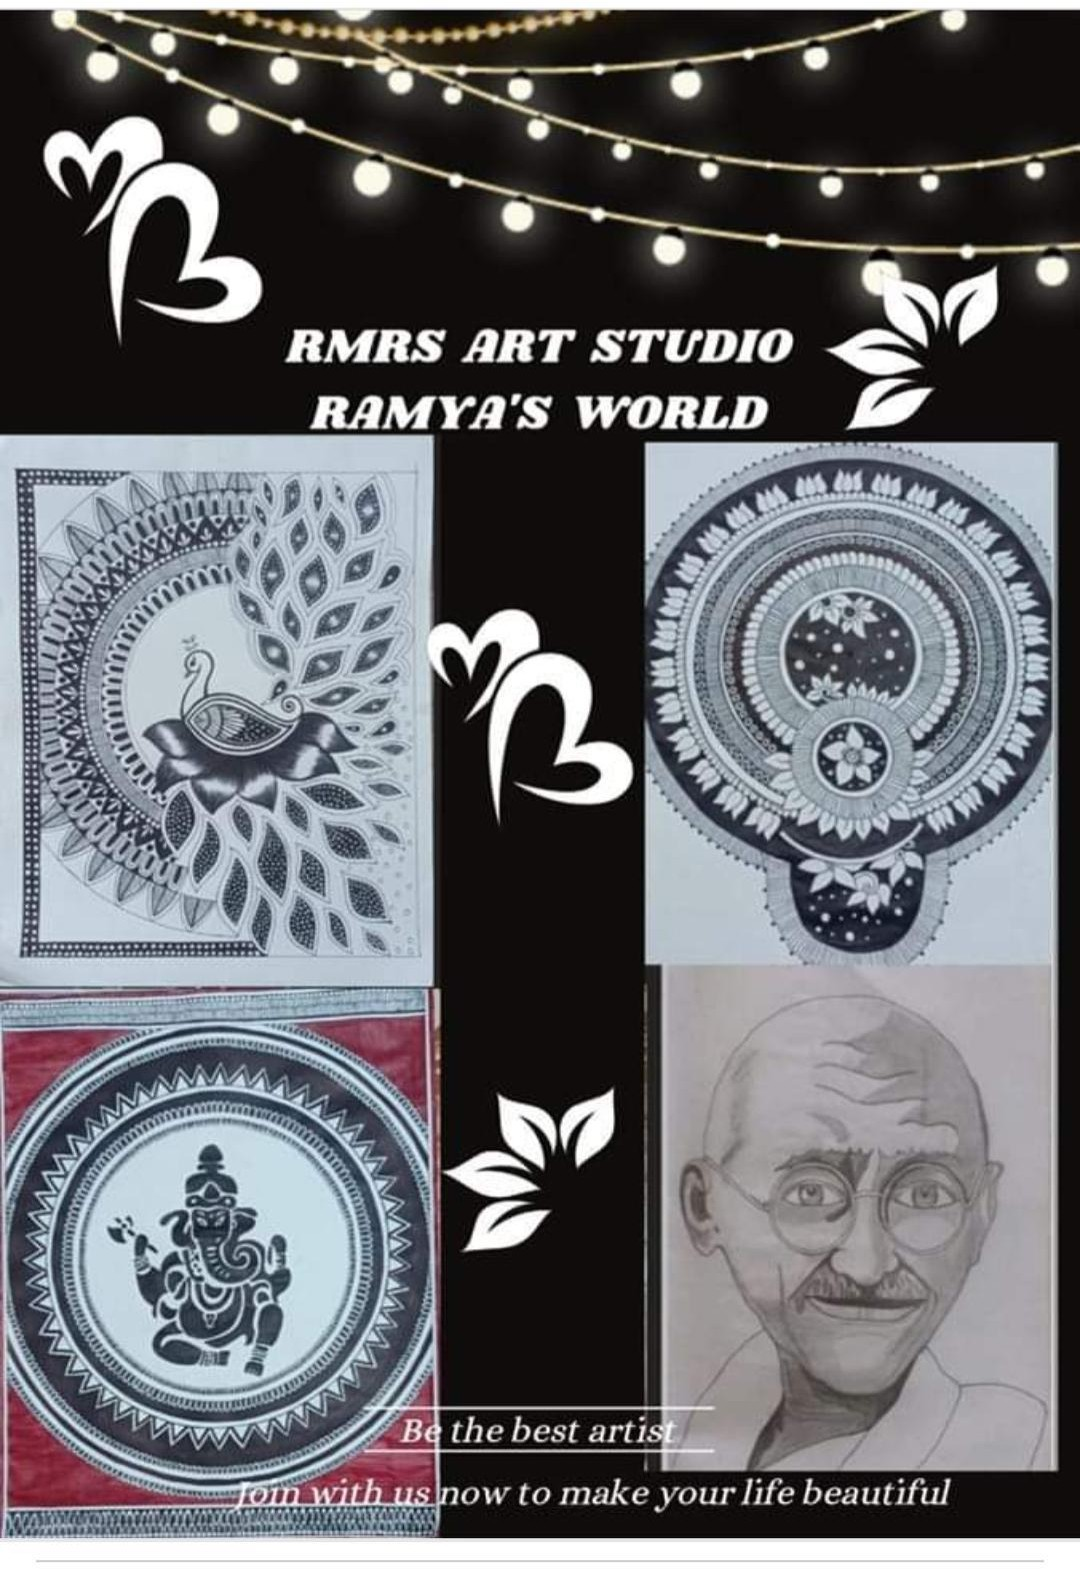 RMRS ART STUDIO
RAMYA'S WORLD
Be the best artist
Join with us now to make your life beautiful